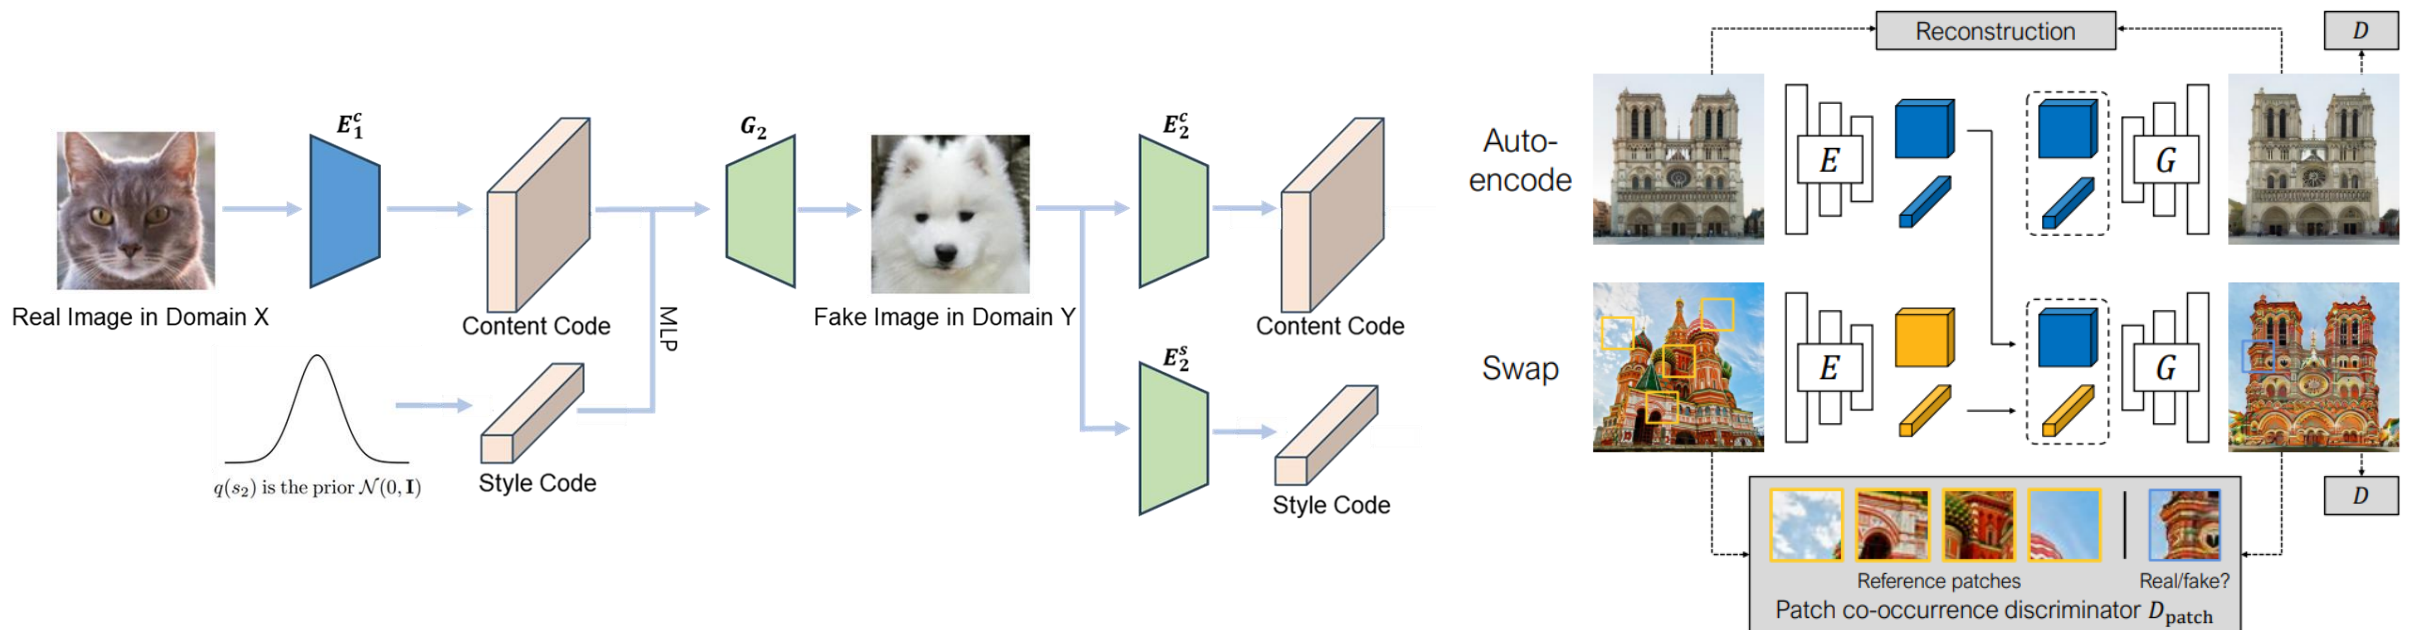 E₁ᶜ
G₂
E₂ᶜ
Real Image in Domain X
Content Code
MLP
Fake Image in Domain Y
Content Code
E₂ˢ
q(s₂) is the prior 𝒩(0, I)
Style Code
Style Code
Reconstruction
D
Auto-
encode
E
G
Swap
E
G
D
Reference patches
Real/fake?
Patch co-occurrence discriminator D_patch